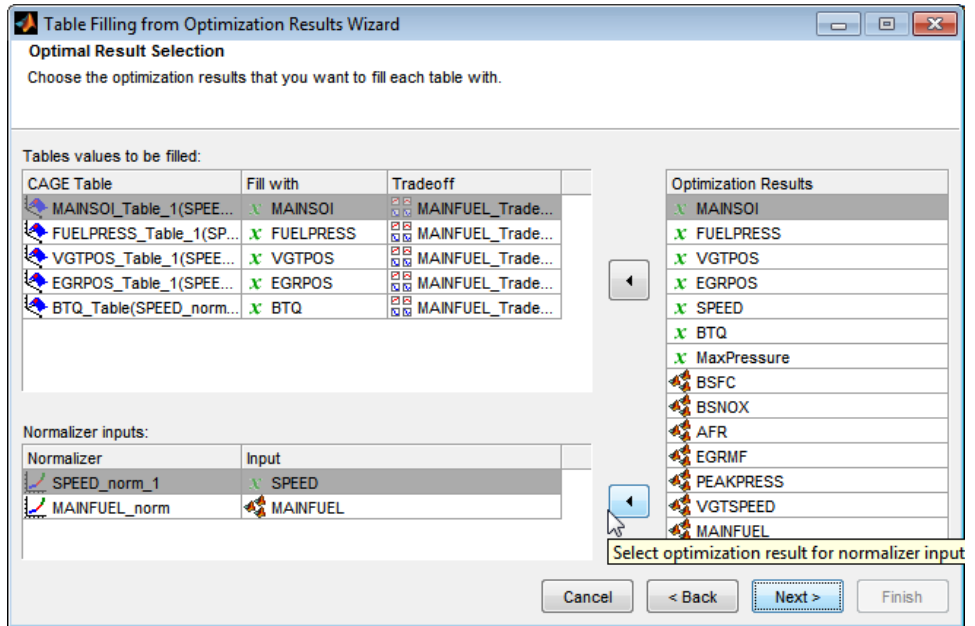 Table Filling from Optimization Results Wizard
Optimal Result Selection
Choose the optimization results that you want to fill each table with.
Tables values to be filled:
CAGE Table Fill with Tradeoff
MAINSOI_Table_1(SPEE... x MAINSOI MAINFUEL_Trade...
FUELPRESS_Table_1(SP... x FUELPRESS MAINFUEL_Trade...
VGTPOS_Table_1(SPEE... x VGTPOS MAINFUEL_Trade...
EGRPOS_Table_1(SPEE... x EGRPOS MAINFUEL_Trade...
BTQ_Table(SPEED_norm... x BTQ MAINFUEL_Trade...
Normalizer inputs:
Normalizer Input
SPEED_norm_1 x SPEED
MAINFUEL_norm MAINFUEL
Optimization Results
x MAINSOI
x FUELPRESS
x VGTPOS
x EGRPOS
x SPEED
x BTQ
x MaxPressure
BSFC
BSNOX
AFR
EGRMF
PEAKPRESS
VGTSPEED
MAINFUEL
Select optimization result for normalizer input
Cancel < Back Next > Finish